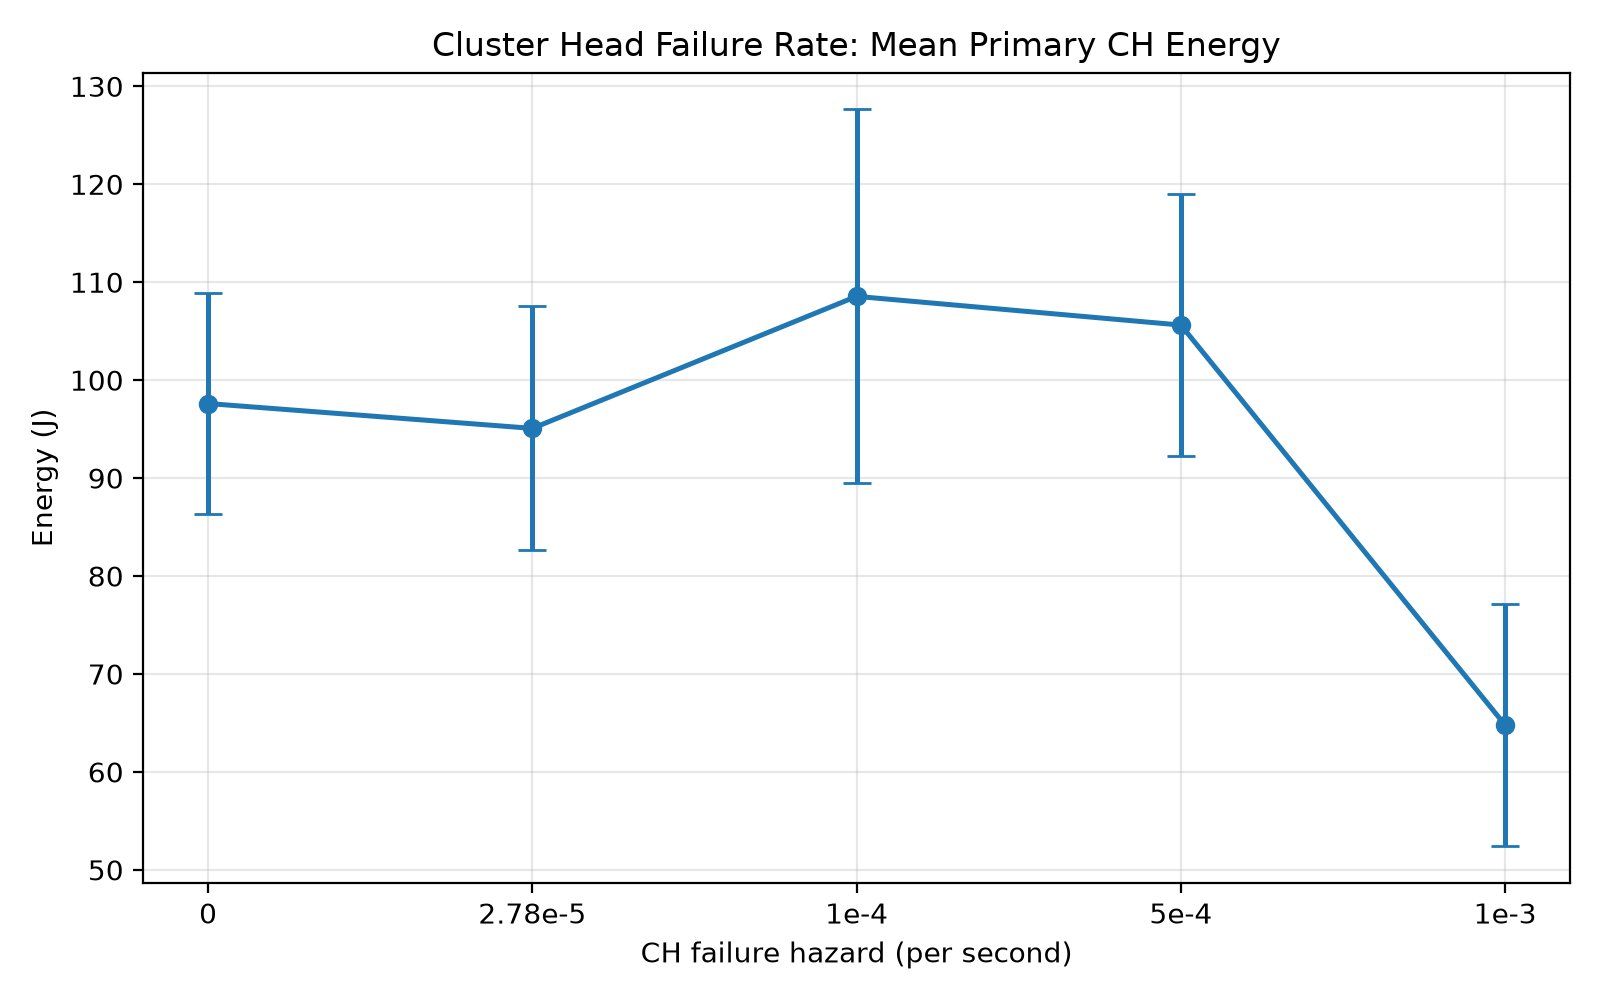 Cluster Head Failure Rate: Mean Primary CH Energy
130
120
110
100
90
80
70
60
50
Energy (J)
0 2.78e-5 1e-4 5e-4 1e-3
CH failure hazard (per second)